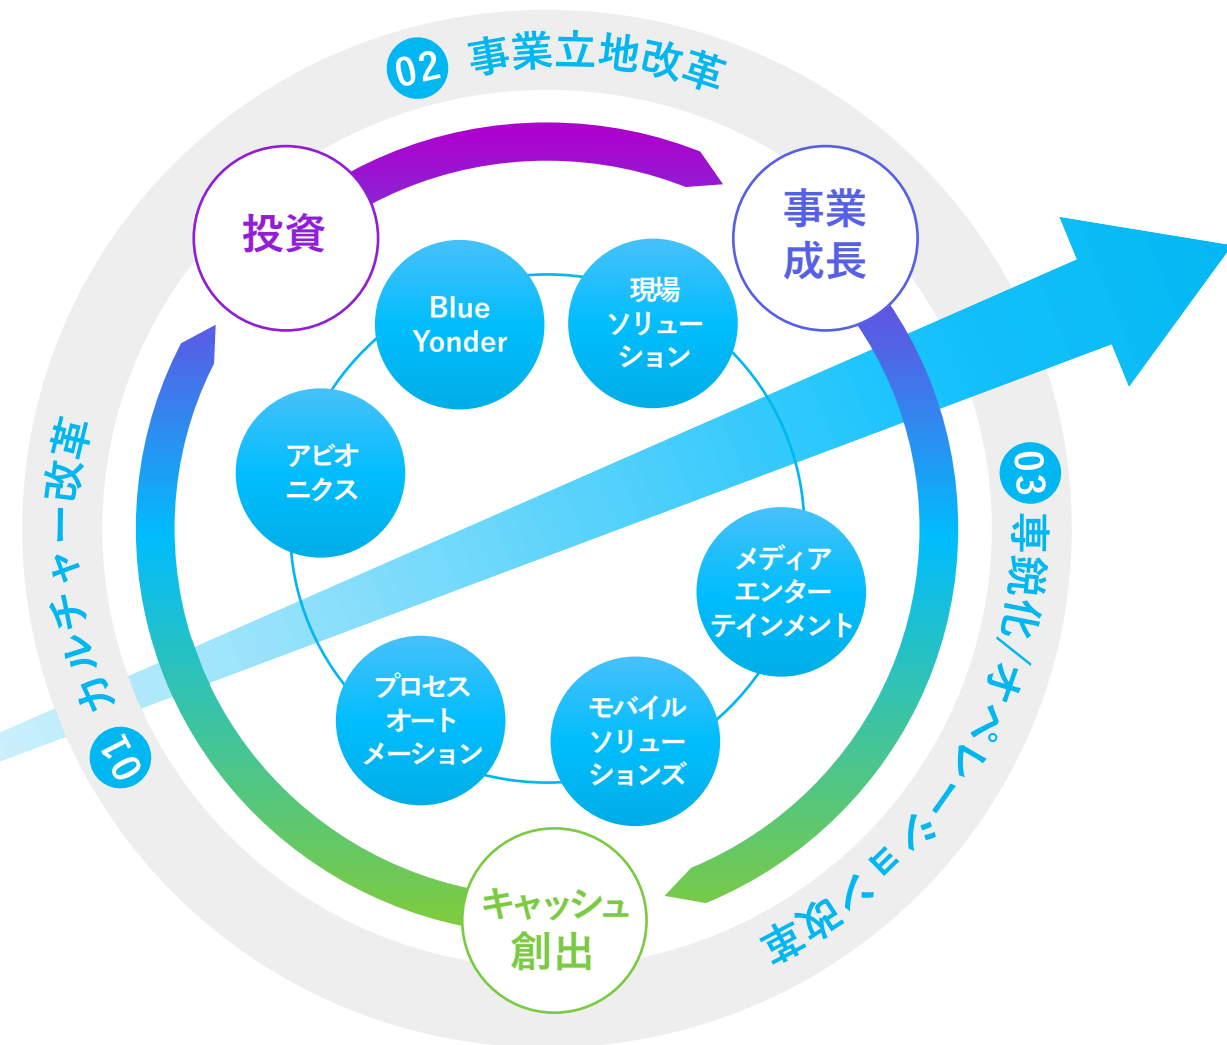 02 事業立地改革
投資
事業
成長
Blue
Yonder
現場
ソリュー
ション
アビオ
ニクス
メディア
エンター
テインメント
プロセス
オート
メーション
モバイル
ソリュー
ションズ
キャッシュ
創出
01 カルチャー改革
03 専鋭化/オペレーション改革